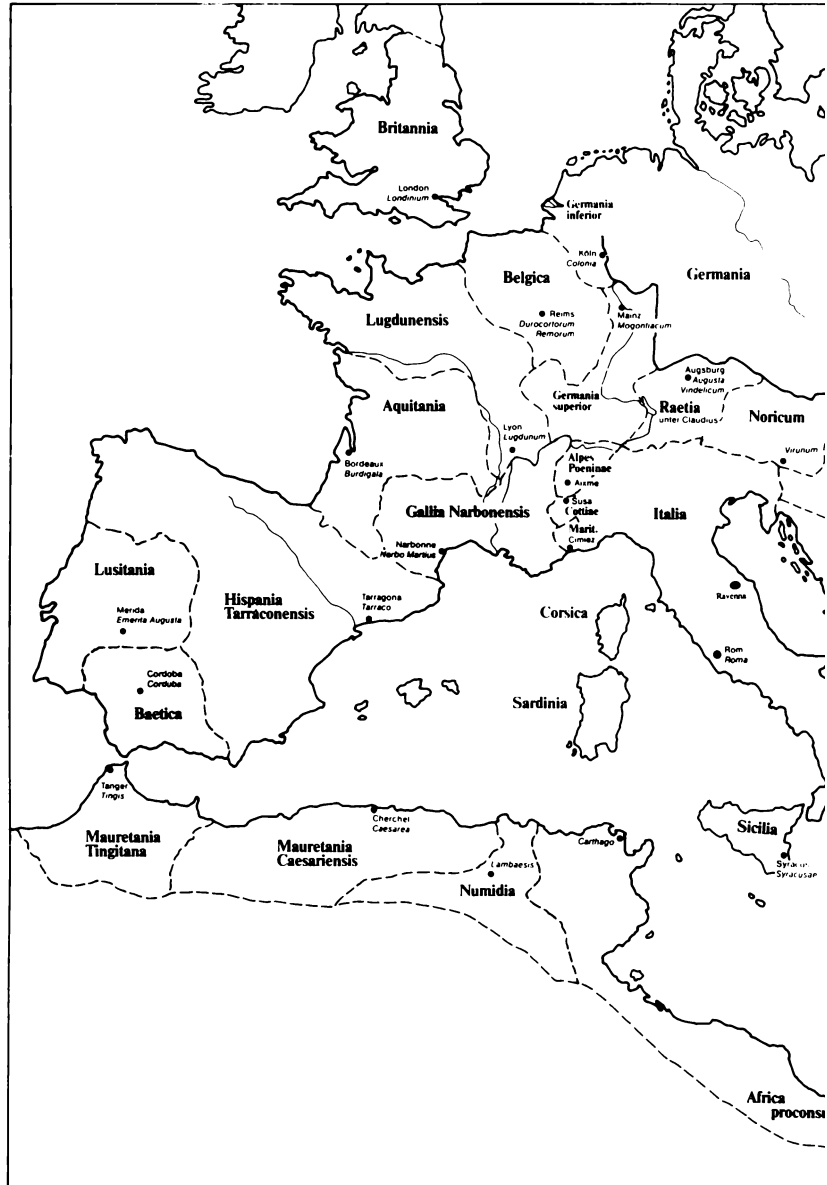 Britannia
London
Londinium
Germania
inferior
Köln
Colonia
Belgica
Germania
Reims
Durocortorum
Remorum
Mainz
Mogontiacum
Lugdunensis
Augsburg
Augusta
Vindelicum
Aquitania
Germania
superior
Raetia
unter Claudius
Noricum
Lyon
Lugdunum
Virunum
Bordeaux
Burdigala
Alpes
Poeninae
Aixme
Susa
Cottiae
Gallia Narbonensis
Italia
Marit.
Cimiez
Narbonne
Narbo Martius
Lusitania
Hispania
Tarraconensis
Tarragona
Tarraco
Ravenna
Merida
Emerita Augusta
Corsica
Rom
Roma
Cordoba
Corduba
Baetica
Sardinia
Tanger
Tingis
Cherchel
Caesarea
Mauretania
Tingitana
Mauretania
Caesariensis
Carthago
Sicilia
Lambaesis
Syracus
Syracusae
Numidia
Africa
proconsu